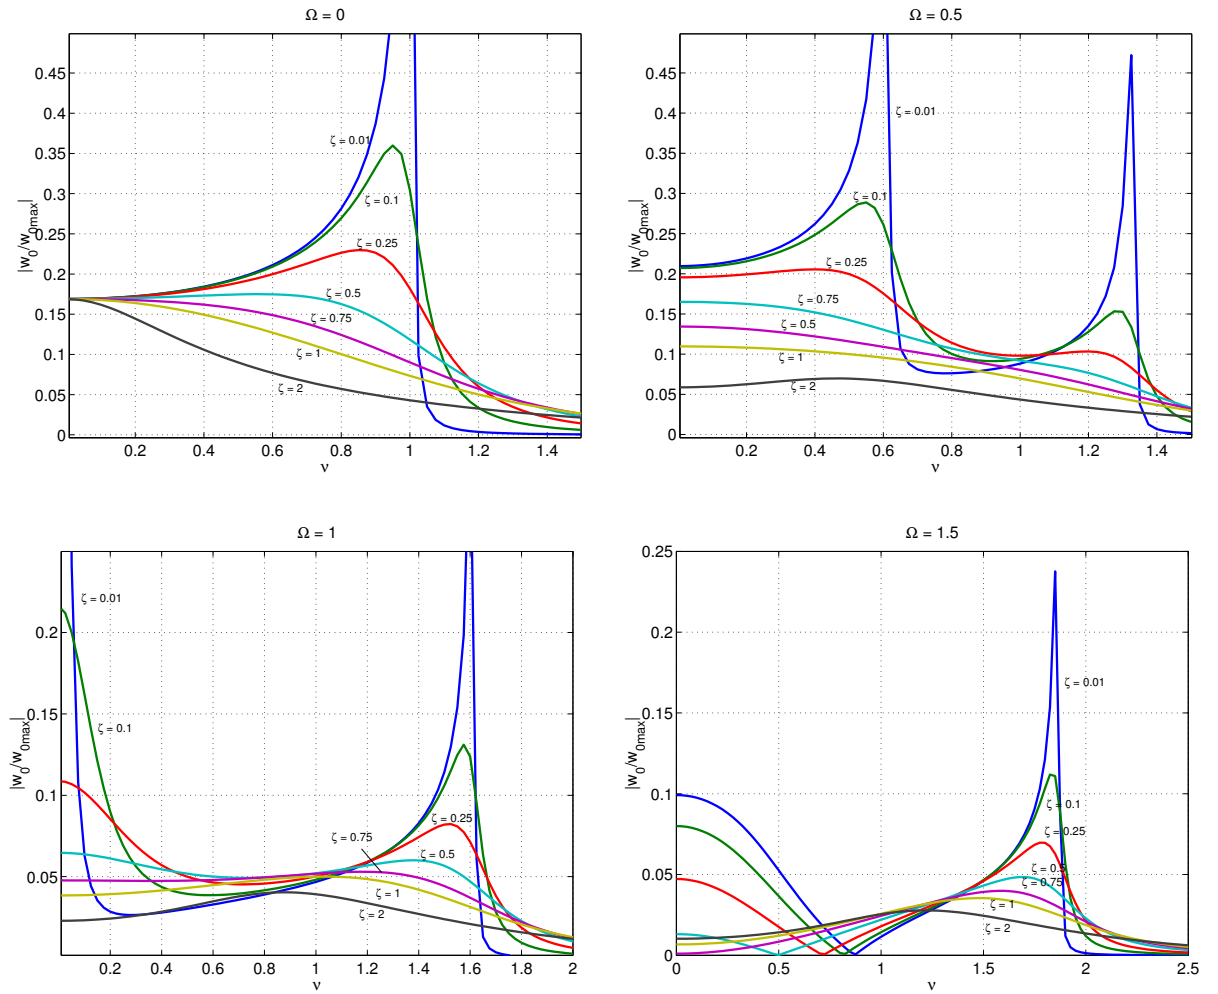 Ω = 0
|w0/w0max|
0.45
0.4
0.35
0.3
0.25
0.2
0.15
0.1
0.05
0
ζ = 0.01
ζ = 0.1
ζ = 0.25
ζ = 0.5
ζ = 0.75
ζ = 1
ζ = 2
0.2 0.4 0.6 0.8 1 1.2 1.4
ν
Ω = 0.5
|w0/w0max|
0.45
0.4
0.35
0.3
0.25
0.2
0.15
0.1
0.05
0
ζ = 0.01
ζ = 0.1
ζ = 0.25
ζ = 0.75
ζ = 0.5
ζ = 1
ζ = 2
0.2 0.4 0.6 0.8 1 1.2 1.4
ν
Ω = 1
|w0/w0max|
0.2
0.15
0.1
0.05
ζ = 0.01
ζ = 0.1
ζ = 0.25
ζ = 0.75
ζ = 0.5
ζ = 1
ζ = 2
0.2 0.4 0.6 0.8 1 1.2 1.4 1.6 1.8 2
ν
Ω = 1.5
|w0/w0max|
0.25
0.2
0.15
0.1
0.05
0
ζ = 0.01
ζ = 0.1
ζ = 0.25
ζ = 0.5
ζ = 0.75
ζ = 1
ζ = 2
0 0.5 1 1.5 2 2.5
ν